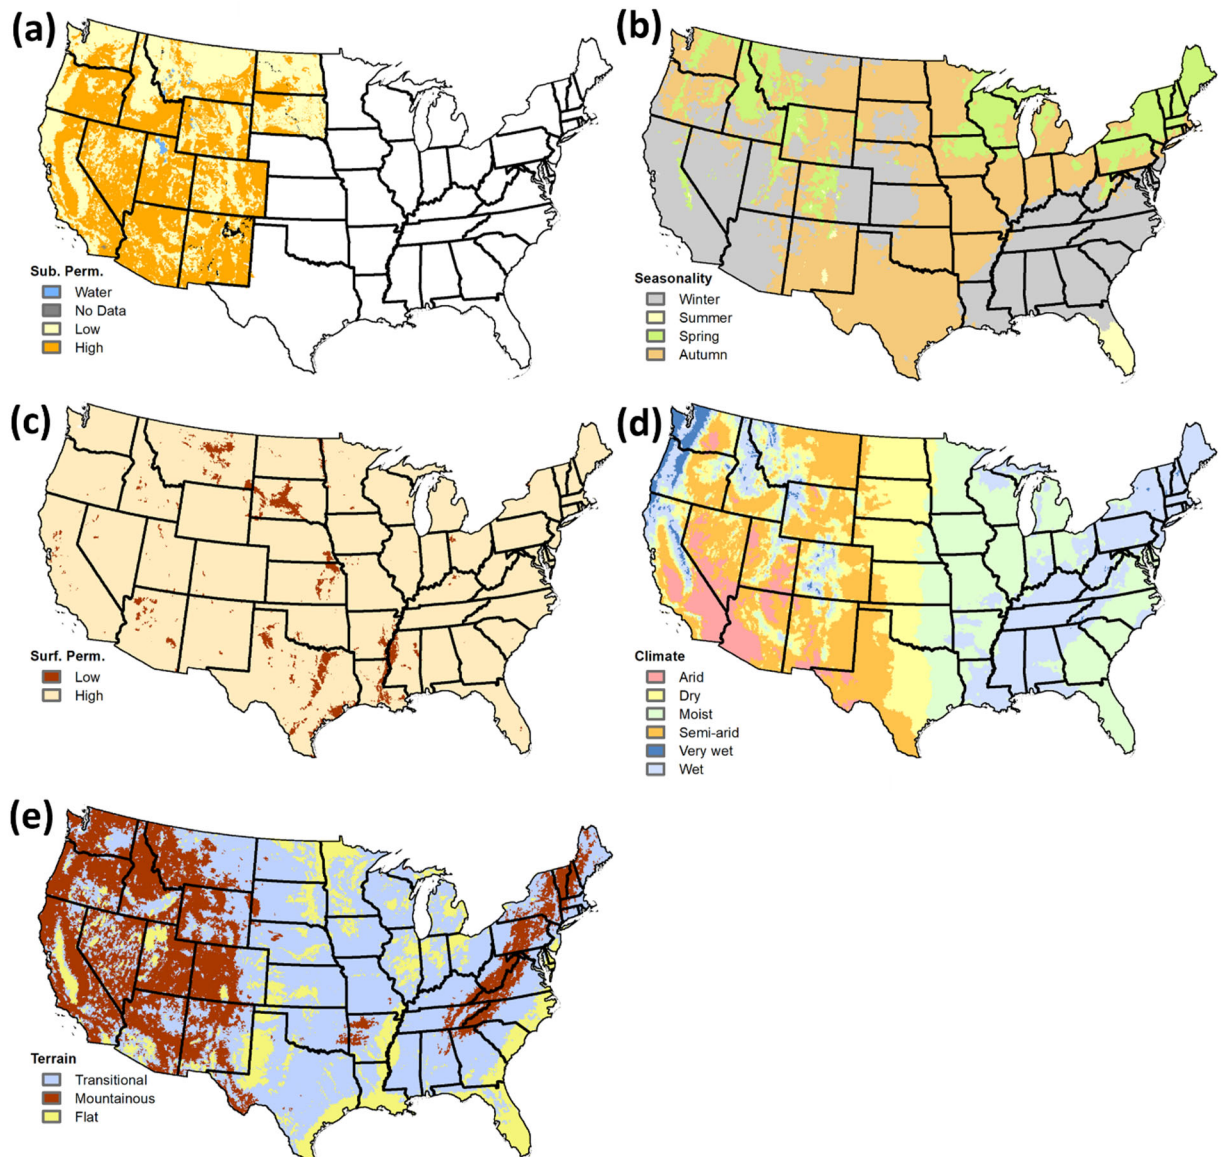 (a)
Sub. Perm.
Water
No Data
Low
High
(b)
Seasonality
Winter
Summer
Spring
Autumn
(c)
Surf. Perm.
Low
High
(d)
Climate
Arid
Dry
Moist
Semi-arid
Very wet
Wet
(e)
Terrain
Transitional
Mountainous
Flat